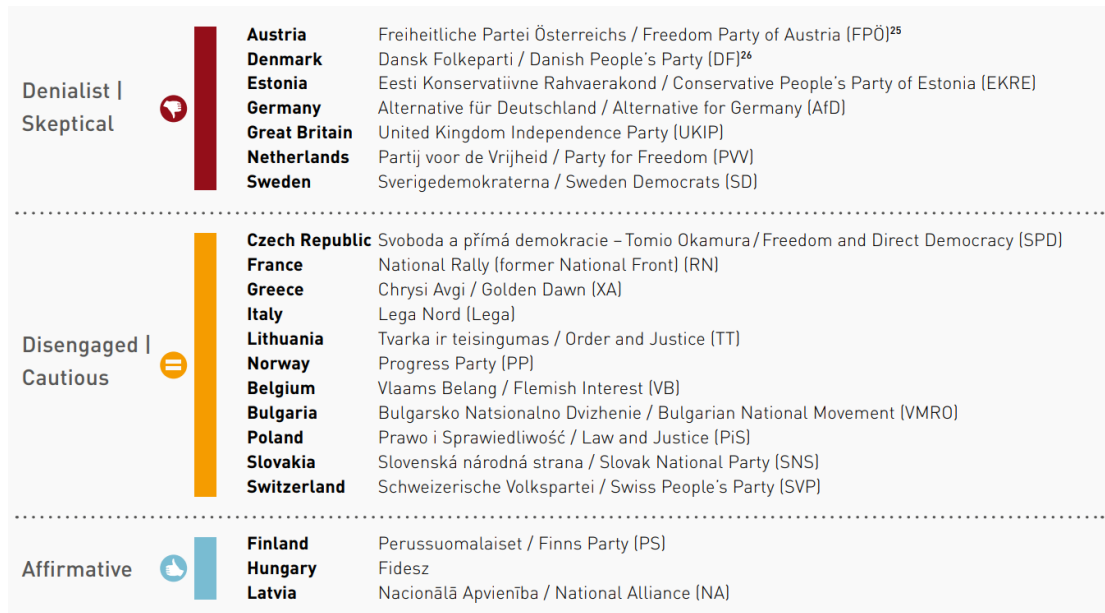 Denialist |
Skeptical
Austria Freiheitliche Partei Österreichs / Freedom Party of Austria (FPÖ)25
Denmark Dansk Folkeparti / Danish People’s Party (DF)26
Estonia Eesti Konservatiivne Rahvaerakond / Conservative People’s Party of Estonia (EKRE)
Germany Alternative für Deutschland / Alternative for Germany (AfD)
Great Britain United Kingdom Independence Party (UKIP)
Netherlands Partij voor de Vrijheid / Party for Freedom (PVV)
Sweden Sverigedemokraterna / Sweden Democrats (SD)
Disengaged |
Cautious
Czech Republic Svoboda a přímá demokracie – Tomio Okamura / Freedom and Direct Democracy (SPD)
France National Rally (former National Front) (RN)
Greece Chrysi Avgi / Golden Dawn (XA)
Italy Lega Nord (Lega)
Lithuania Tvarka ir teisingumas / Order and Justice (TT)
Norway Progress Party (PP)
Belgium Vlaams Belang / Flemish Interest (VB)
Bulgaria Bulgarsko Natsionalno Dvizhenie / Bulgarian National Movement (VMRO)
Poland Prawo i Sprawiedliwość / Law and Justice (PiS)
Slovakia Slovenská národná strana / Slovak National Party (SNS)
Switzerland Schweizerische Volkspartei / Swiss People’s Party (SVP)
Affirmative
Finland Perussuomalaiset / Finns Party (PS)
Hungary Fidesz
Latvia Nacionālā Apvienība / National Alliance (NA)